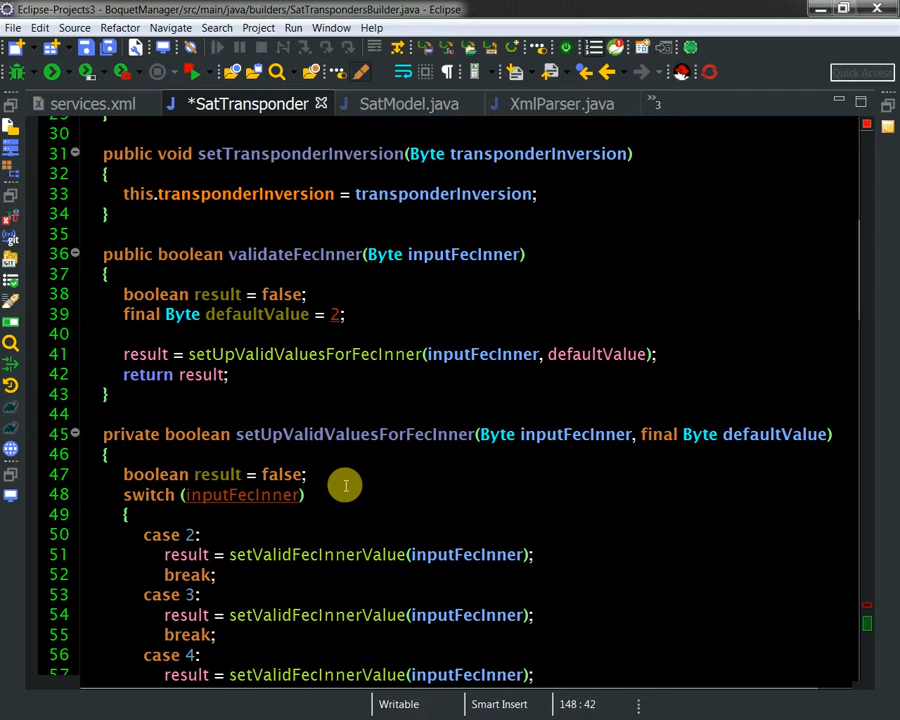 Eclipse-Projects3 - BoquetManager/src/main/java/builders/SatTranspondersBuilder.java - Eclipse
File Edit Source Refactor Navigate Search Project Run Window Help
Quick Access
services.xml *SatTransponder SatModel.java XmlParser.java »3
30
31 public void setTransponderInversion(Byte transponderInversion)
32 {
33 this.transponderInversion = transponderInversion;
34 }
35
36 public boolean validateFecInner(Byte inputFecInner)
37 {
38 boolean result = false;
39 final Byte defaultValue = 2;
40
41 result = setUpValidValuesForFecInner(inputFecInner, defaultValue);
42 return result;
43 }
44
45 private boolean setUpValidValuesForFecInner(Byte inputFecInner, final Byte defaultValue)
46 {
47 boolean result = false;
48 switch (inputFecInner)
49 {
50 case 2:
51 result = setValidFecInnerValue(inputFecInner);
52 break;
53 case 3:
54 result = setValidFecInnerValue(inputFecInner);
55 break;
56 case 4:
57 result = setValidFecInnerValue(inputFecInner);
Writable Smart Insert 148 : 42